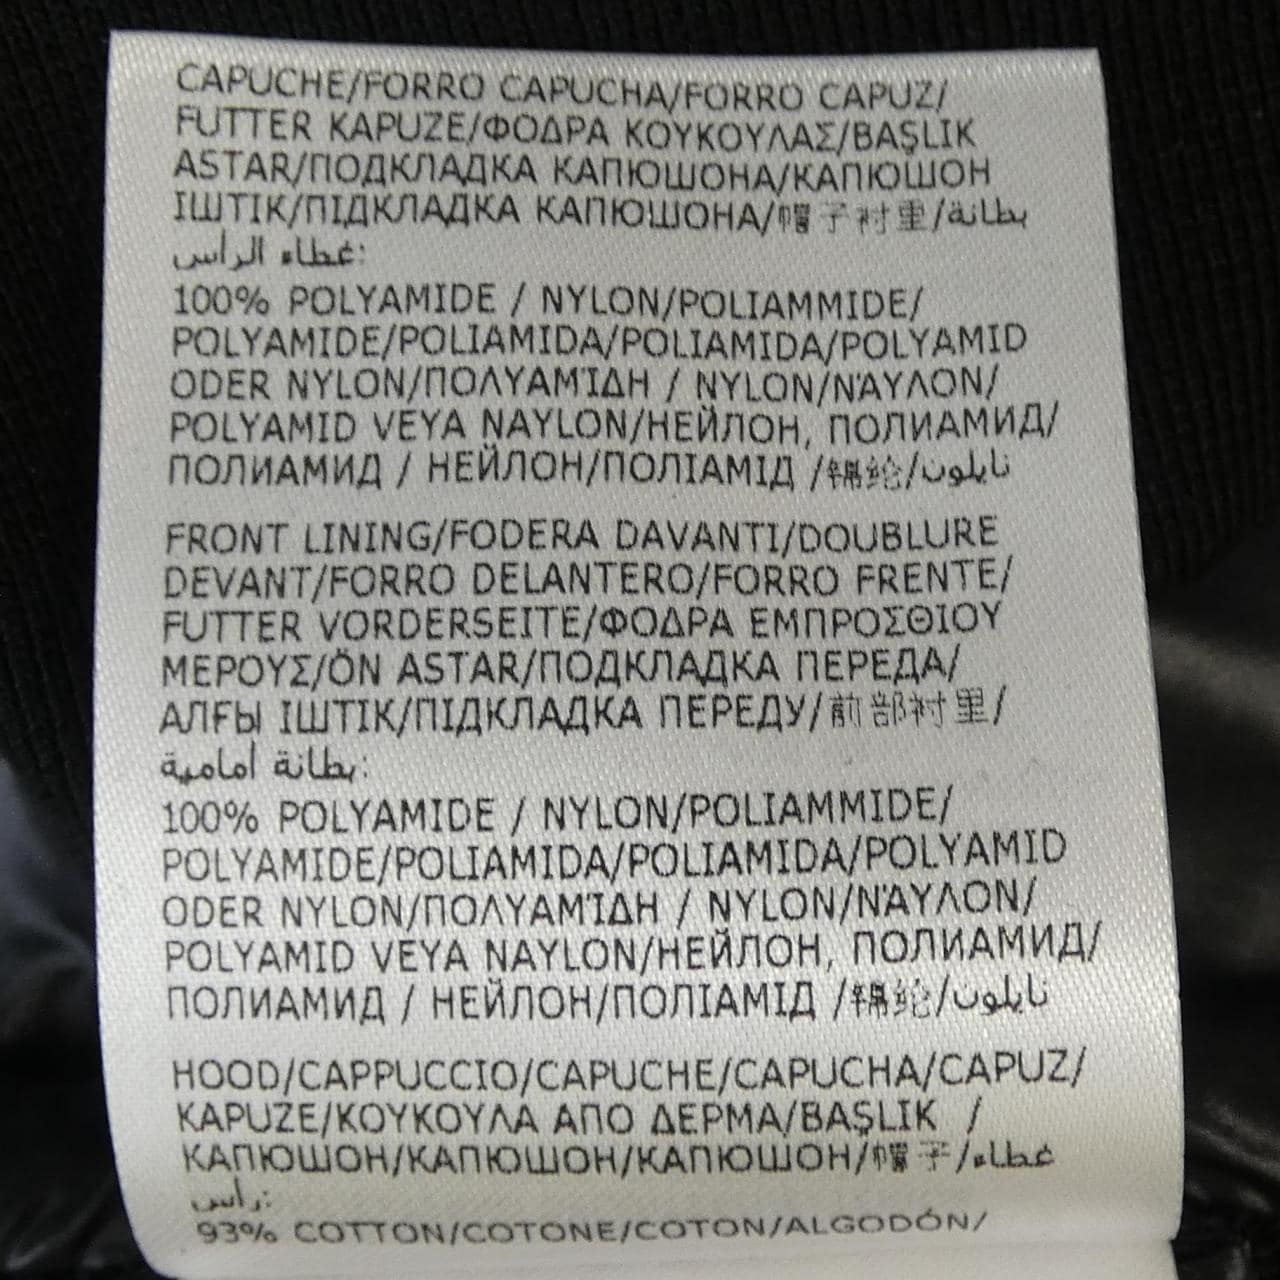 CAPUCHE/FORRO CAPUCHA/FORRO CAPUZ/
FUTTER KAPUZE/ΦΟΔΡΑ ΚΟΥΚΟΥΛΑΣ/BAŞLIK
ASTAR/ПОДКЛАДКА КАПЮШОНА/КАПЮШОН
ІШТІК/ПІДКЛАДКА КАПЮШОНА/帽子衬里/بطانة
غطاء الرأس:
100% POLYAMIDE / NYLON/POLIAMMIDE/
POLYAMIDE/POLIAMIDA/POLIAMIDA/POLYAMID
ODER NYLON/ΠΟΛΥΑΜΊΔΗ / NYLON/ΝΆΥΛΟΝ/
POLYAMID VEYA NAYLON/НЕЙЛОН, ПОЛИАМИД/
ПОЛИАМИД / НЕЙЛОН/ПОЛІАМІД /锦纶/نايلون
FRONT LINING/FODERA DAVANTI/DOUBLURE
DEVANT/FORRO DELANTERO/FORRO FRENTE/
FUTTER VORDERSEITE/ΦΟΔΡΑ ΕΜΠΡΟΣΘΙΟΥ
ΜΕΡΟΥΣ/ÖN ASTAR/ПОДКЛАДКА ПЕРЕДА/
АЛҒЫ ІШТІК/ПІДКЛАДКА ПЕРЕДУ/前部衬里/
بطانة أمامية:
100% POLYAMIDE / NYLON/POLIAMMIDE/
POLYAMIDE/POLIAMIDA/POLIAMIDA/POLYAMID
ODER NYLON/ΠΟΛΥΑΜΊΔΗ / NYLON/ΝΆΥΛΟΝ/
POLYAMID VEYA NAYLON/НЕЙЛОН, ПОЛИАМИД/
ПОЛИАМИД / НЕЙЛОН/ПОЛІАМІД /锦纶/نايلون
HOOD/CAPPUCCIO/CAPUCHE/CAPUCHA/CAPUZ/
KAPUZE/ΚΟΥΚΟΥΛΑ ΑΠΟ ΔΕΡΜΑ/BAŞLIK /
КАПЮШОН/КАПЮШОН/КАПЮШОН/帽子/غطاء
رأس:
93% COTTON/COTONE/COTON/ALGODÓN/